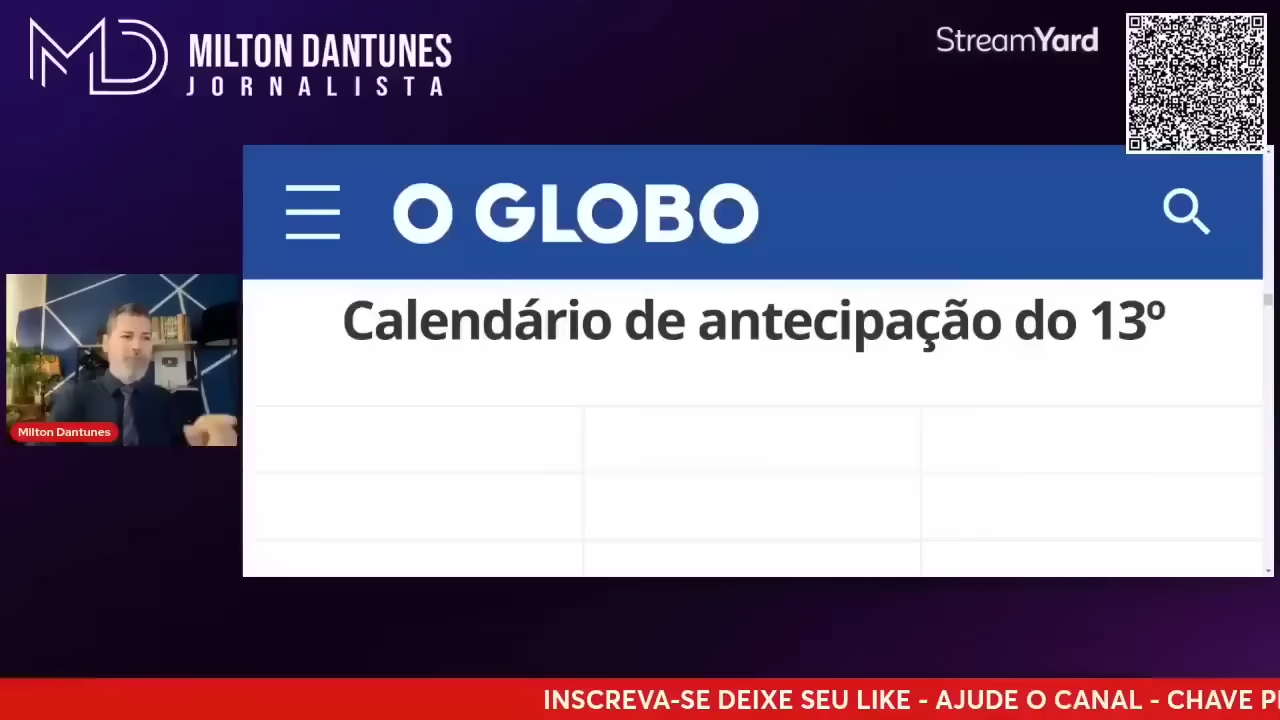 MILTON DANTUNES
JORNALISTA
StreamYard
O GLOBO
Calendário de antecipação do 13º
Milton Dantunes
INSCREVA-SE DEIXE SEU LIKE - AJUDE O CANAL - CHAVE P